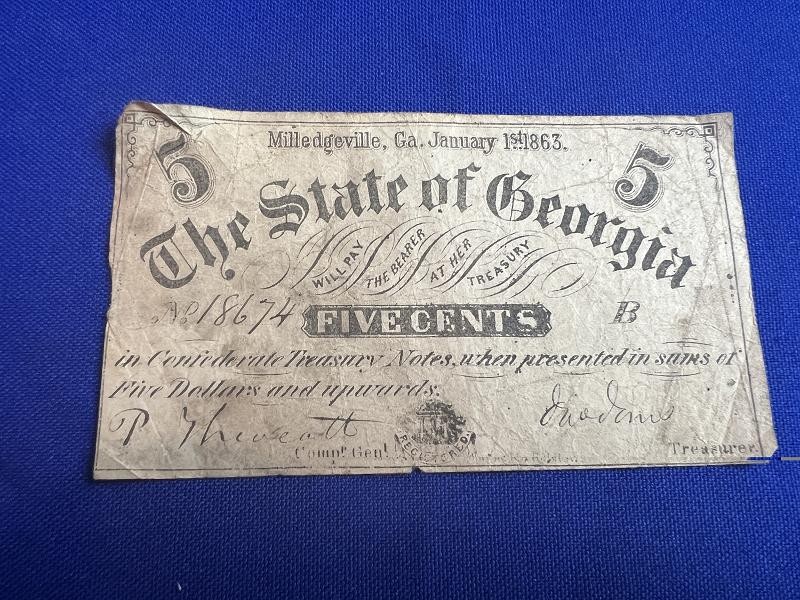 Milledgeville, Ga. January 1st 1863.
5 5
The State of Georgia
WILL PAY THE BEARER AT HER TREASURY
No 18674 FIVE CENTS B
in Confederate Treasury Notes, when presented in sums of
Five Dollars and upwards.
P
Compt. Genl. REGISTERED Treasurer